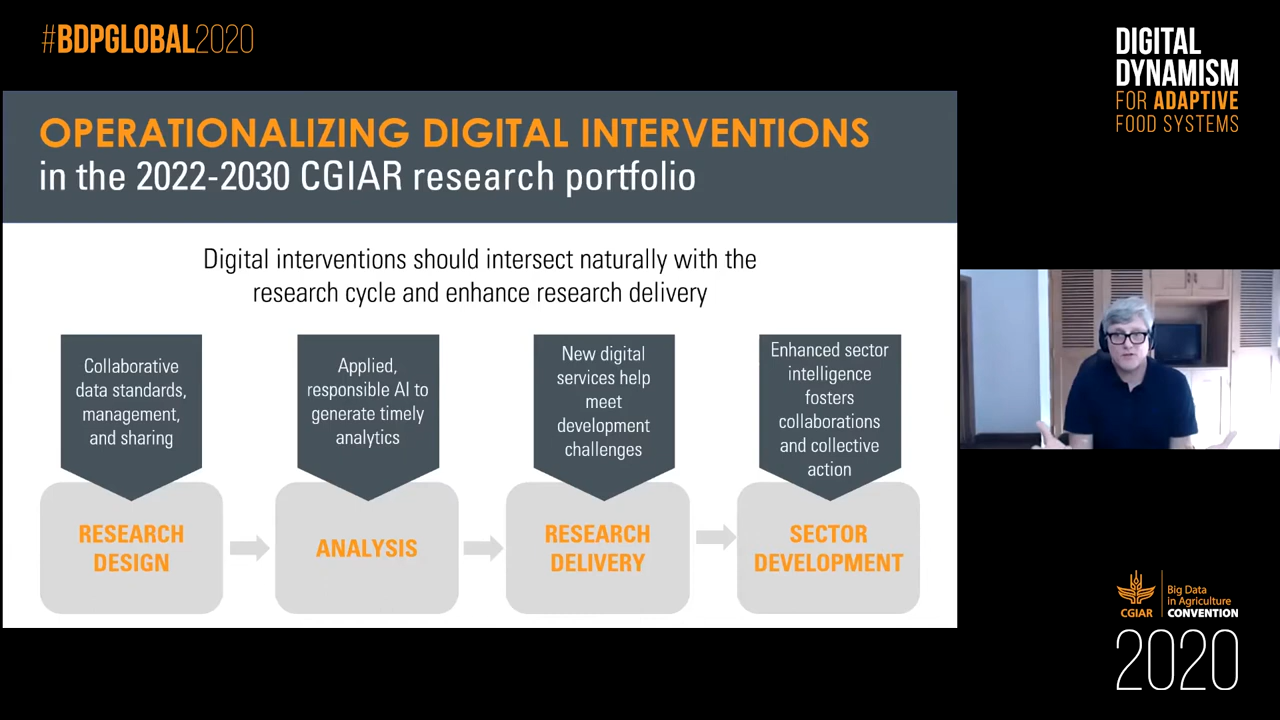 #BDPGLOBAL2020
DIGITAL
DYNAMISM
FOR ADAPTIVE
FOOD SYSTEMS
OPERATIONALIZING DIGITAL INTERVENTIONS
in the 2022-2030 CGIAR research portfolio
Digital interventions should intersect naturally with the
research cycle and enhance research delivery
Collaborative
data standards,
management,
and sharing
RESEARCH
DESIGN
Applied,
responsible AI to
generate timely
analytics
ANALYSIS
New digital
services help
meet
development
challenges
RESEARCH
DELIVERY
Enhanced sector
intelligence
fosters
collaborations
and collective
action
SECTOR
DEVELOPMENT
CGIAR
Big Data
in Agriculture
CONVENTION
2020